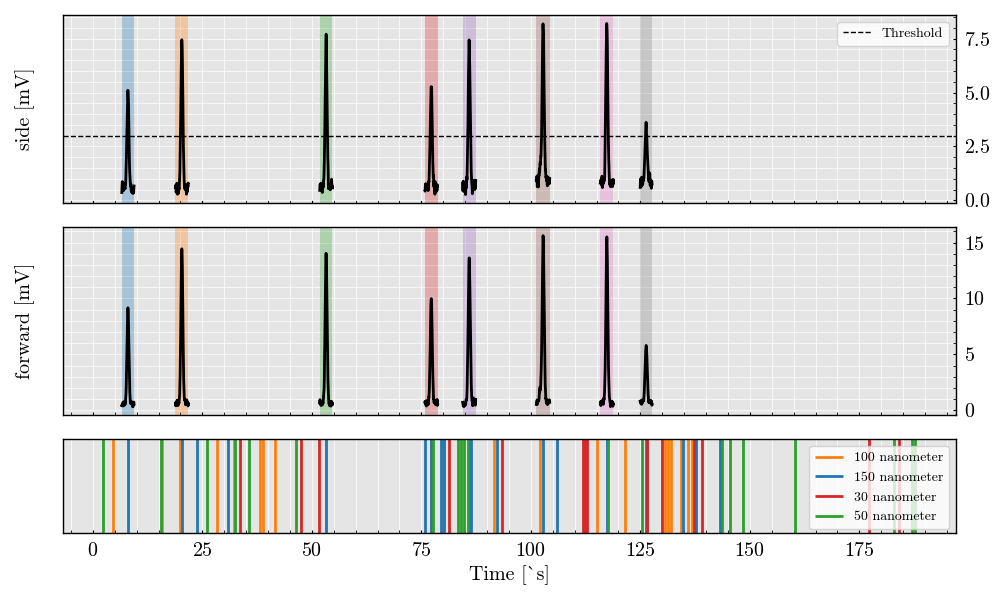 Threshold
side [mV]
7.5
5.0
2.5
0.0
forward [mV]
15
10
5
0
100 nanometer
150 nanometer
30 nanometer
50 nanometer
0 25 50 75 100 125 150 175
Time [`s]